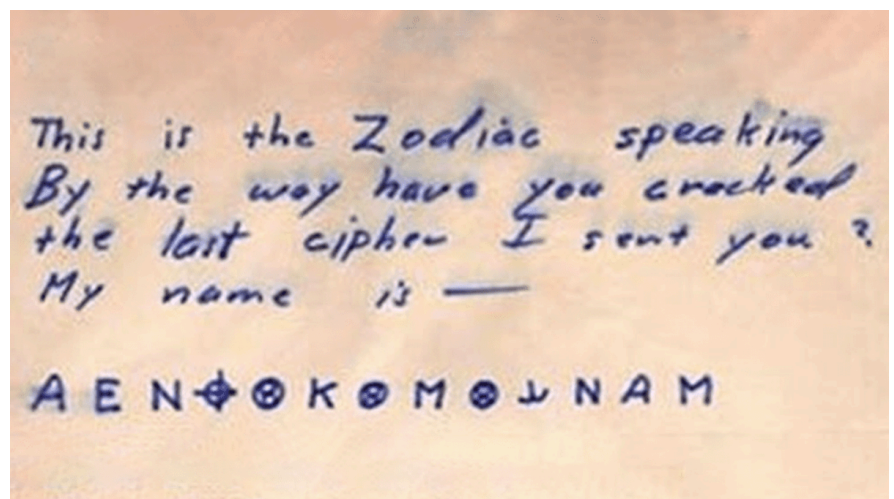 This is the Zodiac speaking
By the way have you cracked
the last cipher I sent you ?
My name is —
A E N ⌖ ⊗ K ⊗ M ⊗ ⅃ N A M